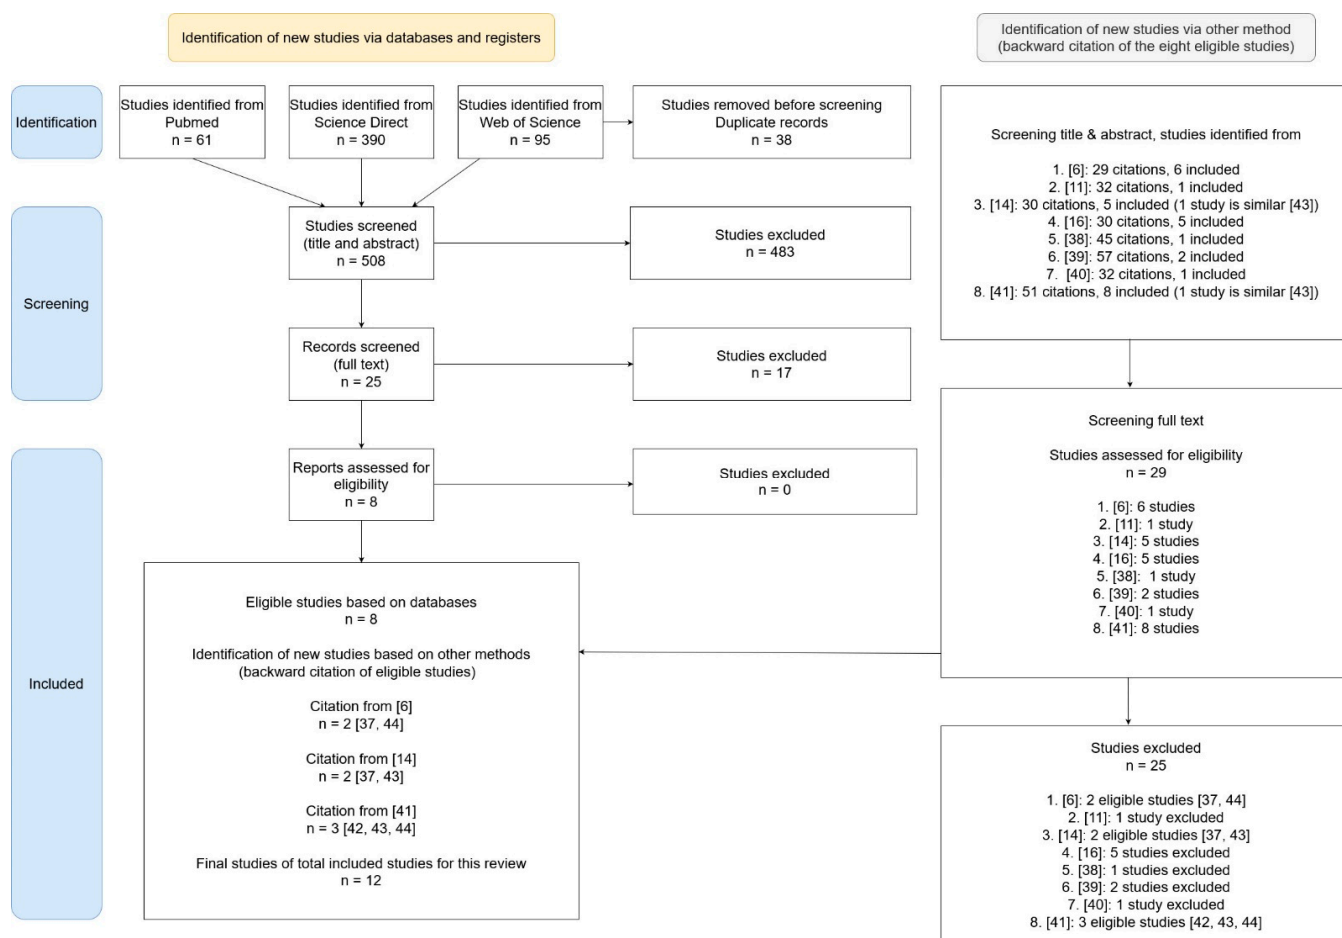 Identification of new studies via databases and registers
Identification of new studies via other method
(backward citation of the eight eligible studies)
Identification
Studies identified from
Pubmed
n = 61
Studies identified from
Science Direct
n = 390
Studies identified from
Web of Science
n = 95
Studies removed before screening
Duplicate records
n = 38
Screening title & abstract, studies identified from
1. [6]: 29 citations, 6 included
2. [11]: 32 citations, 1 included
3. [14]: 30 citations, 5 included (1 study is similar [43])
4. [16]: 30 citations, 5 included
5. [38]: 45 citations, 1 included
6. [39]: 57 citations, 2 included
7. [40]: 32 citations, 1 included
8. [41]: 51 citations, 8 included (1 study is similar [43])
Screening
Studies screened
(title and abstract)
n = 508
Studies excluded
n = 483
Records screened
(full text)
n = 25
Studies excluded
n = 17
Screening full text
Studies assessed for eligibility
n = 29
1. [6]: 6 studies
2. [11]: 1 study
3. [14]: 5 studies
4. [16]: 5 studies
5. [38]: 1 study
6. [39]: 2 studies
7. [40]: 1 study
8. [41]: 8 studies
Included
Reports assessed for
eligibility
n = 8
Studies excluded
n = 0
Eligible studies based on databases
n = 8
Identification of new studies based on other methods
(backward citation of eligible studies)
Citation from [6]
n = 2 [37, 44]
Citation from [14]
n = 2 [37, 43]
Citation from [41]
n = 3 [42, 43, 44]
Final studies of total included studies for this review
n = 12
Studies excluded
n = 25
1. [6]: 2 eligible studies [37, 44]
2. [11]: 1 study excluded
3. [14]: 2 eligible studies [37, 43]
4. [16]: 5 studies excluded
5. [38]: 1 studies excluded
6. [39]: 2 studies excluded
7. [40]: 1 study excluded
8. [41]: 3 eligible studies [42, 43, 44]